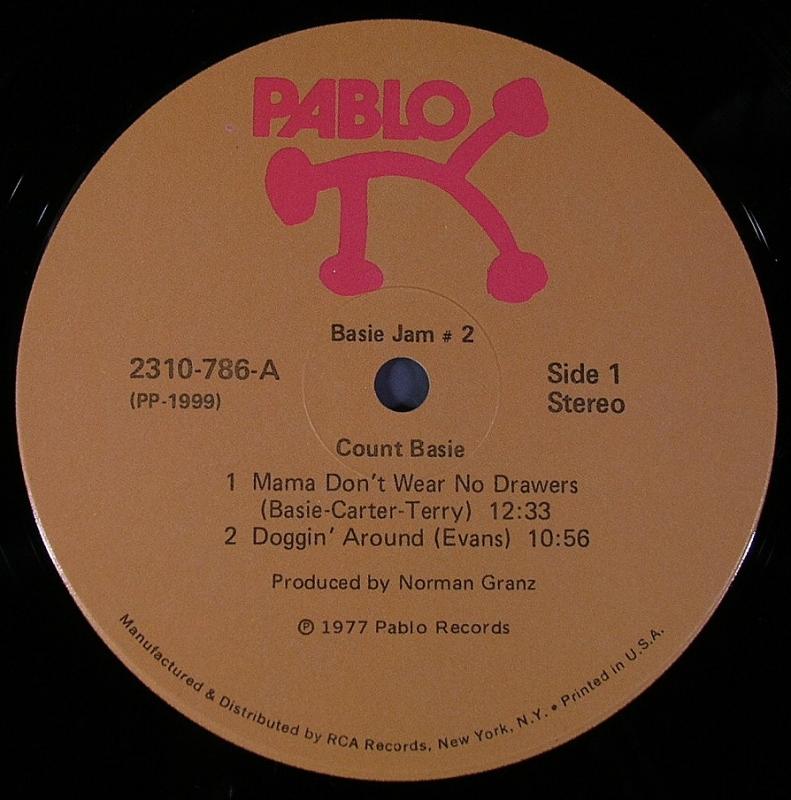 PABLO
Basie Jam # 2
2310-786-A
(PP-1999)
Side 1
Stereo
Count Basie
1 Mama Don't Wear No Drawers
(Basie-Carter-Terry) 12:33
2 Doggin' Around (Evans) 10:56
Produced by Norman Granz
℗ 1977 Pablo Records
Manufactured & Distributed by RCA Records, New York, N.Y. • Printed in U.S.A.